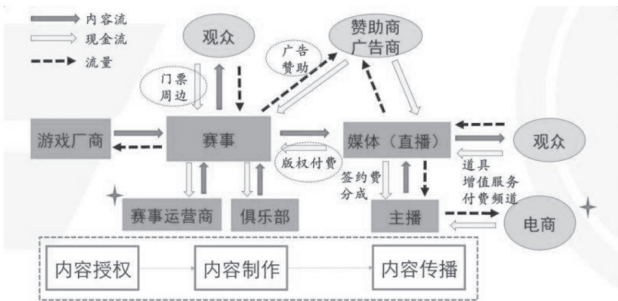 内容流
现金流
流量
观众
赞助商
广告商
广告
赞助
门票
周边
游戏厂商
赛事
媒体（直播）
观众
版权付费
签约费
分成
道具
增值服务
付费频道
赛事运营商
俱乐部
主播
电商
内容授权
内容制作
内容传播